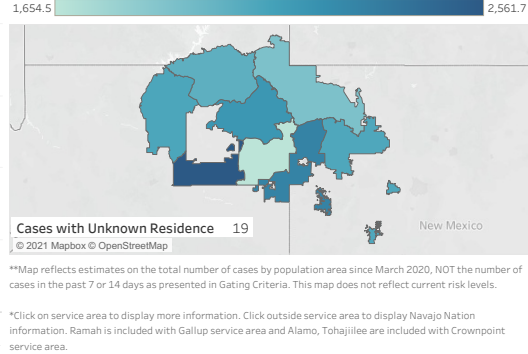 1,654.5 2,561.7
New Mexico
Cases with Unknown Residence 19
© 2021 Mapbox © OpenStreetMap
**Map reflects estimates on the total number of cases by population area since March 2020, NOT the number of
cases in the past 7 or 14 days as presented in Gating Criteria. This map does not reflect current risk levels.
*Click on service area to display more information. Click outside service area to display Navajo Nation
information. Ramah is included with Gallup service area and Alamo, Tohajiilee are included with Crownpoint
service area.